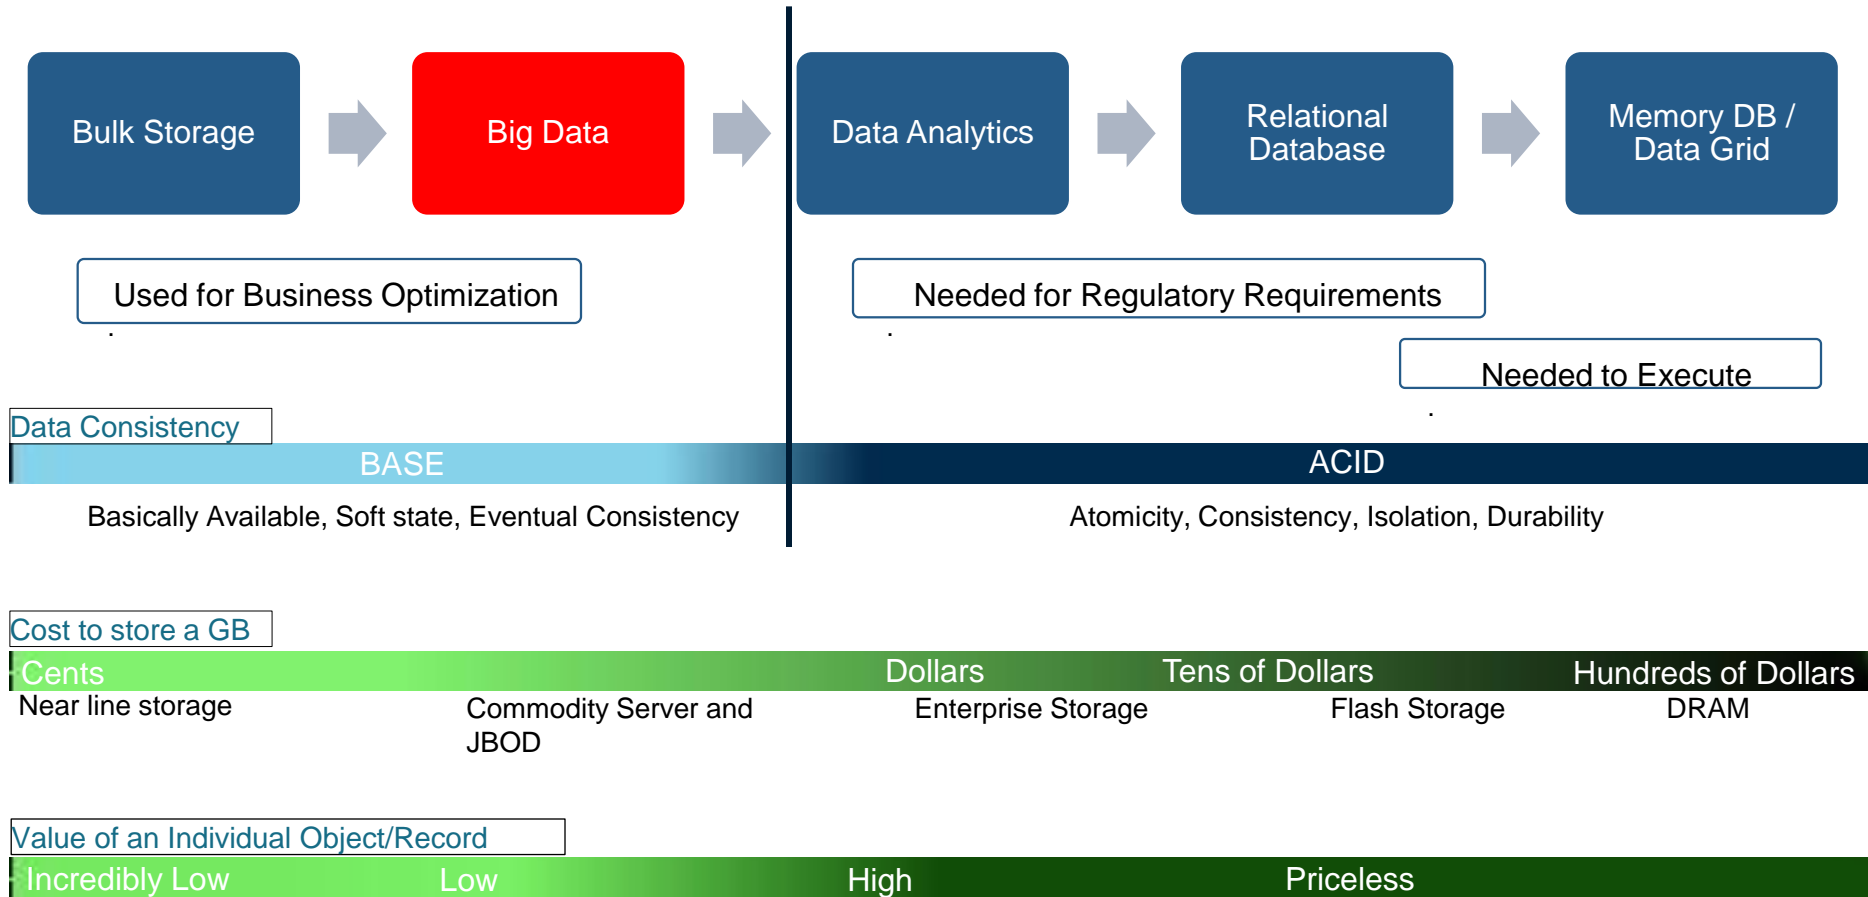 Bulk Storage
Big Data
Data Analytics
Relational
Database
Memory DB /
Data Grid
Used for Business Optimization
.
Needed for Regulatory Requirements
.
Needed to Execute
.
Data Consistency
BASE
ACID
Basically Available, Soft state, Eventual Consistency
Atomicity, Consistency, Isolation, Durability
Cost to store a GB
Cents
Dollars
Tens of Dollars
Hundreds of Dollars
Near line storage
Commodity Server and
JBOD
Enterprise Storage
Flash Storage
DRAM
Value of an Individual Object/Record
Incredibly Low
Low
High
Priceless